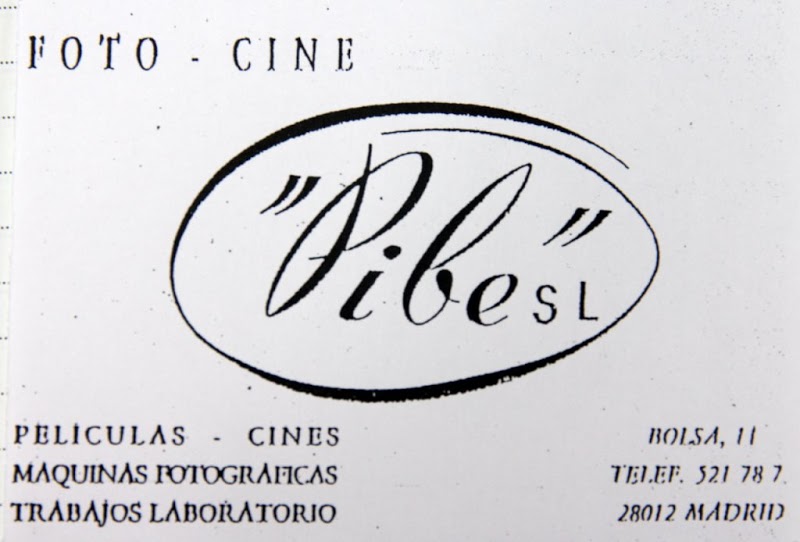 FOTO - CINE
"Pibe" SL
PELICULAS - CINES
MAQUINAS FOTOGRAFICAS
TRABAJOS LABORATORIO
BOLSA, 11
TELEF. 521 78 7
28012 MADRID